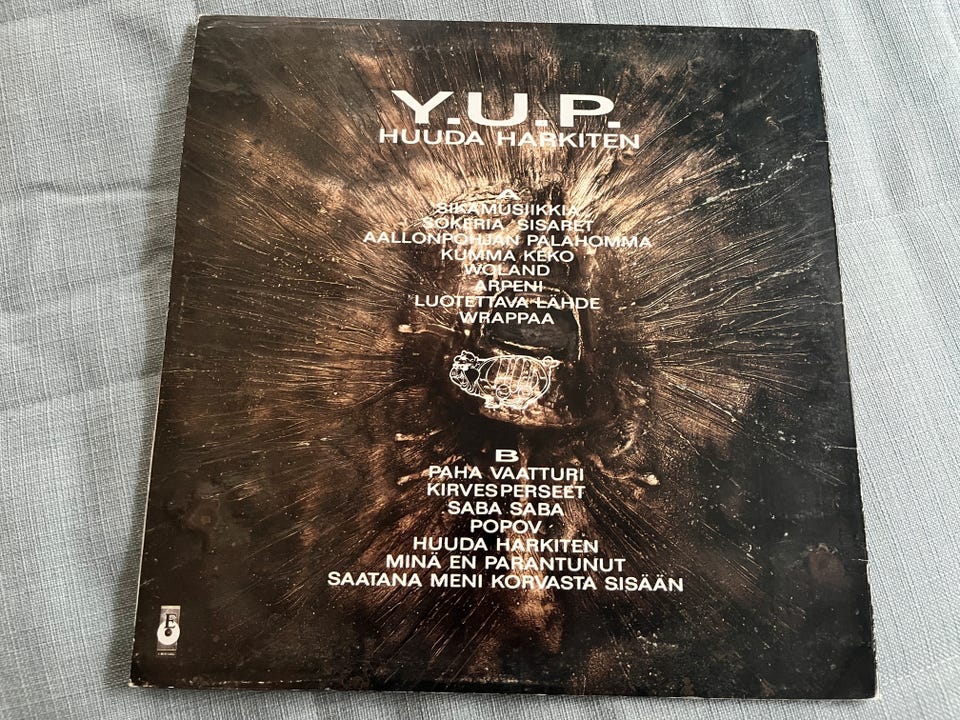 Y.U.P.
HUUDA HARKITEN
A
SIKAMUSIIKKIA
SOKERIA, SISARET
AALLONPOHJAN PALAHOMMA
KUMMA KEKO
WOLAND
ARPENI
LUOTETTAVA LÄHDE
WRAPPAA
B
PAHA VAATTURI
KIRVESPERSEET
SABA SABA
POPOV
HUUDA HARKITEN
MINÄ EN PARANTUNUT
SAATANA MENI KORVASTA SISÄÄN